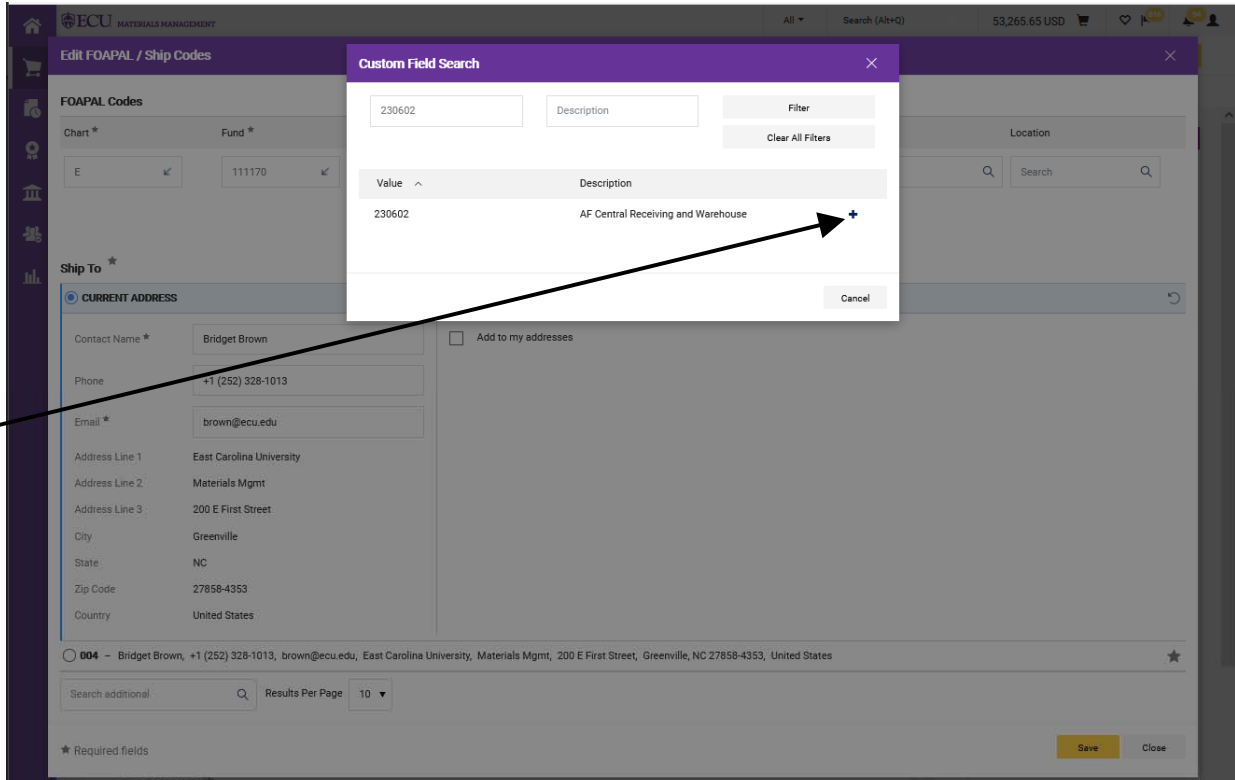 ECU MATERIALS MANAGEMENT All Search (Alt+Q) 53,265.65 USD
Edit FOAPAL / Ship Codes
Custom Field Search
FOAPAL Codes
230602 Description Filter
Clear All Filters
Chart * Fund * Location
E 111170 Search
Value Description
230602 AF Central Receiving and Warehouse
Ship To *
Cancel
CURRENT ADDRESS
Contact Name * Bridget Brown Add to my addresses
Phone +1 (252) 328-1013
Email * brown@ecu.edu
Address Line 1 East Carolina University
Address Line 2 Materials Mgmt
Address Line 3 200 E First Street
City Greenville
State NC
Zip Code 27858-4353
Country United States
004 – Bridget Brown, +1 (252) 328-1013, brown@ecu.edu, East Carolina University, Materials Mgmt, 200 E First Street, Greenville, NC 27858-4353, United States
Search additional Results Per Page 10
★ Required fields Save Close